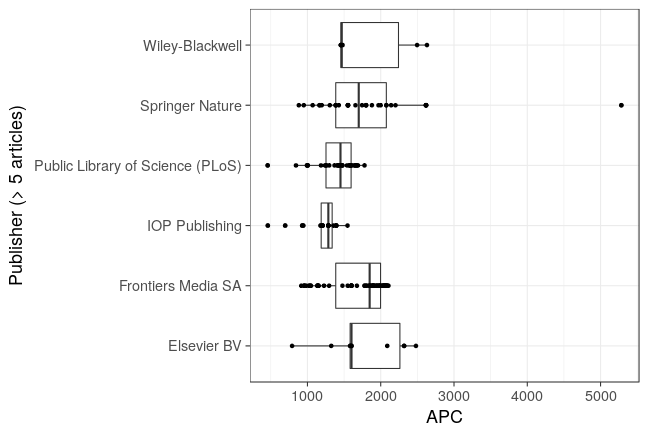 Publisher (> 5 articles)
Wiley-Blackwell
Springer Nature
Public Library of Science (PLoS)
IOP Publishing
Frontiers Media SA
Elsevier BV
1000 2000 3000 4000 5000
APC